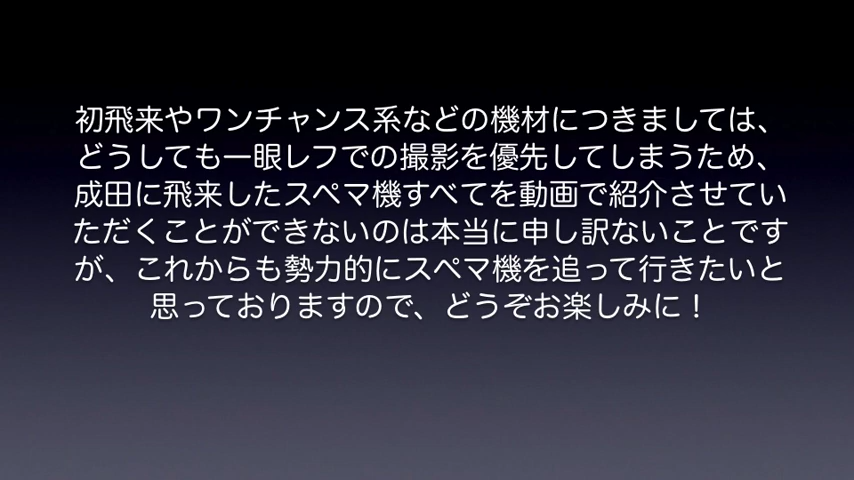 初飛来やワンチャンス系などの機材につきましては、
どうしても一眼レフでの撮影を優先してしまうため、
成田に飛来したスペマ機すべてを動画で紹介させてい
ただくことができないのは本当に申し訳ないことです
が、これからも勢力的にスペマ機を追って行きたいと
思っておりますので、どうぞお楽しみに！